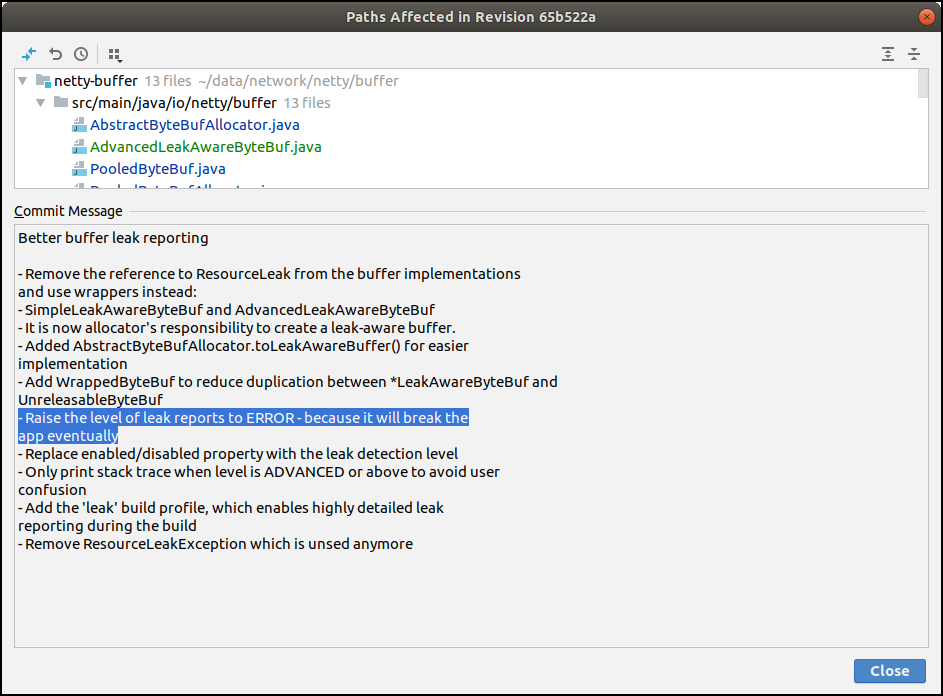 Paths Affected in Revision 65b522a
netty-buffer 13 files ~/data/network/netty/buffer
src/main/java/io/netty/buffer 13 files
AbstractByteBufAllocator.java
AdvancedLeakAwareByteBuf.java
PooledByteBuf.java
Commit Message
Better buffer leak reporting
- Remove the reference to ResourceLeak from the buffer implementations
and use wrappers instead:
- SimpleLeakAwareByteBuf and AdvancedLeakAwareByteBuf
- It is now allocator's responsibility to create a leak-aware buffer.
- Added AbstractByteBufAllocator.toLeakAwareBuffer() for easier
implementation
- Add WrappedByteBuf to reduce duplication between *LeakAwareByteBuf and
UnreleasableByteBuf
- Raise the level of leak reports to ERROR - because it will break the
app eventually
- Replace enabled/disabled property with the leak detection level
- Only print stack trace when level is ADVANCED or above to avoid user
confusion
- Add the 'leak' build profile, which enables highly detailed leak
reporting during the build
- Remove ResourceLeakException which is unsed anymore
Close